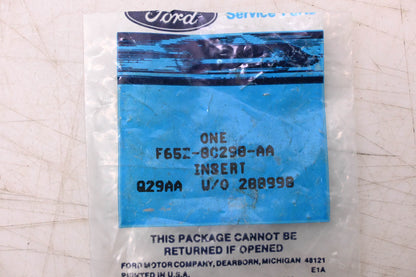 Ford
Service Parts
ONE
F65Z-8C298-AA
INSERT
Q29AA W/O 288998
THIS PACKAGE CANNOT BE
RETURNED IF OPENED
FORD MOTOR COMPANY, DEARBORN, MICHIGAN 48121
PRINTED IN U.S.A. E1A